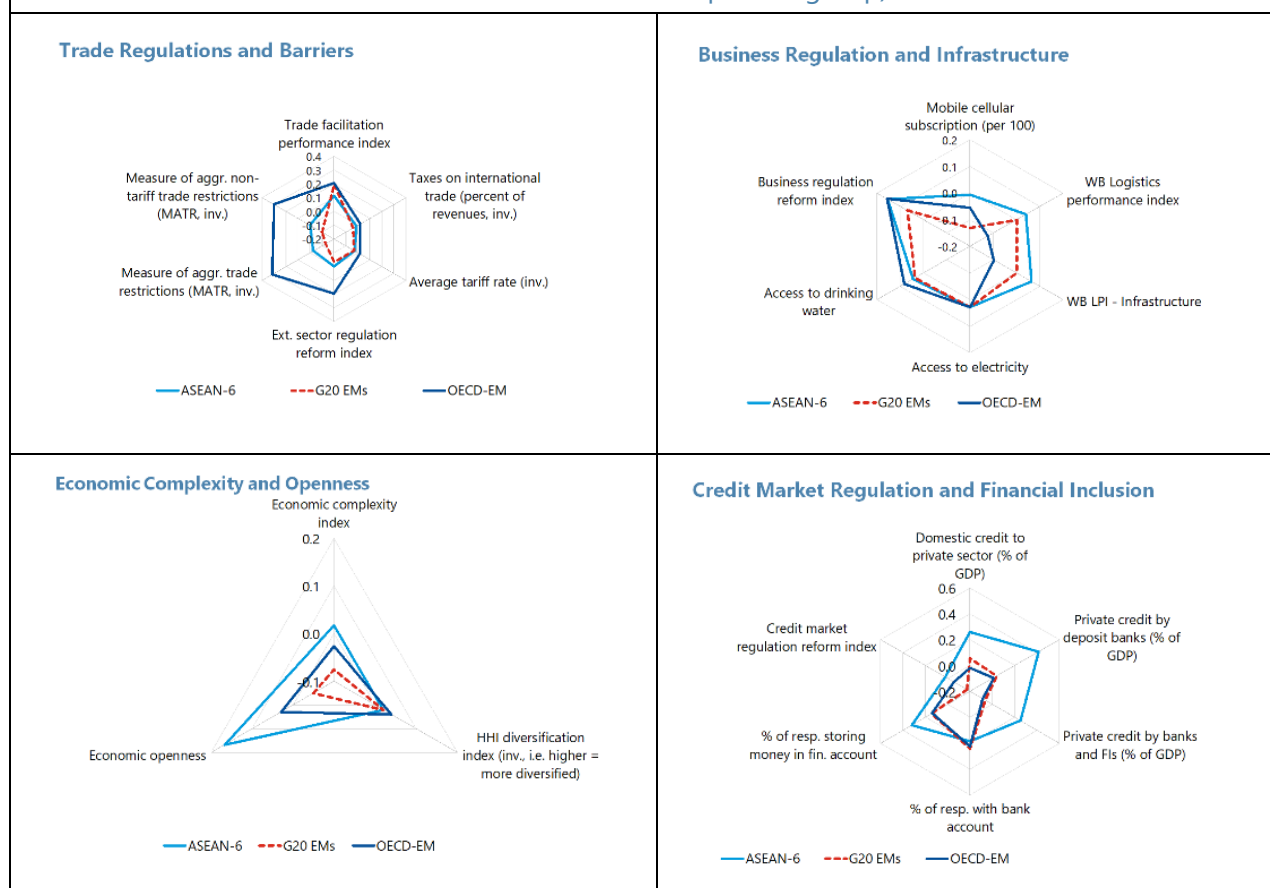 Trade Regulations and Barriers
Trade facilitation
performance index
0.4
0.3
0.2
0.1
0.0
-0.1
-0.2
Taxes on international
trade (percent of
revenues, inv.)
Average tariff rate (inv.)
Ext. sector regulation
reform index
Measure of aggr. trade
restrictions (MATR, inv.)
Measure of aggr. non-
tariff trade restrictions
(MATR, inv.)
ASEAN-6 G20 EMs OECD-EM
Business Regulation and Infrastructure
Mobile cellular
subscription (per 100)
0.2
0.1
0.0
0.1
-0.2
WB Logistics
performance index
WB LPI - Infrastructure
Access to electricity
Access to drinking
water
Business regulation
reform index
ASEAN-6 G20 EMs OECD-EM
Economic Complexity and Openness
Economic complexity
index
0.2
0.1
0.0
-0.1
HHI diversification
index (inv., i.e. higher =
more diversified)
Economic openness
ASEAN-6 G20 EMs OECD-EM
Credit Market Regulation and Financial Inclusion
Domestic credit to
private sector (% of
GDP)
0.6
0.4
0.2
0.0
-0.2
Private credit by
deposit banks (% of
GDP)
Private credit by banks
and FIs (% of GDP)
% of resp. with bank
account
% of resp. storing
money in fin. account
Credit market
regulation reform index
ASEAN-6 G20 EMs OECD-EM